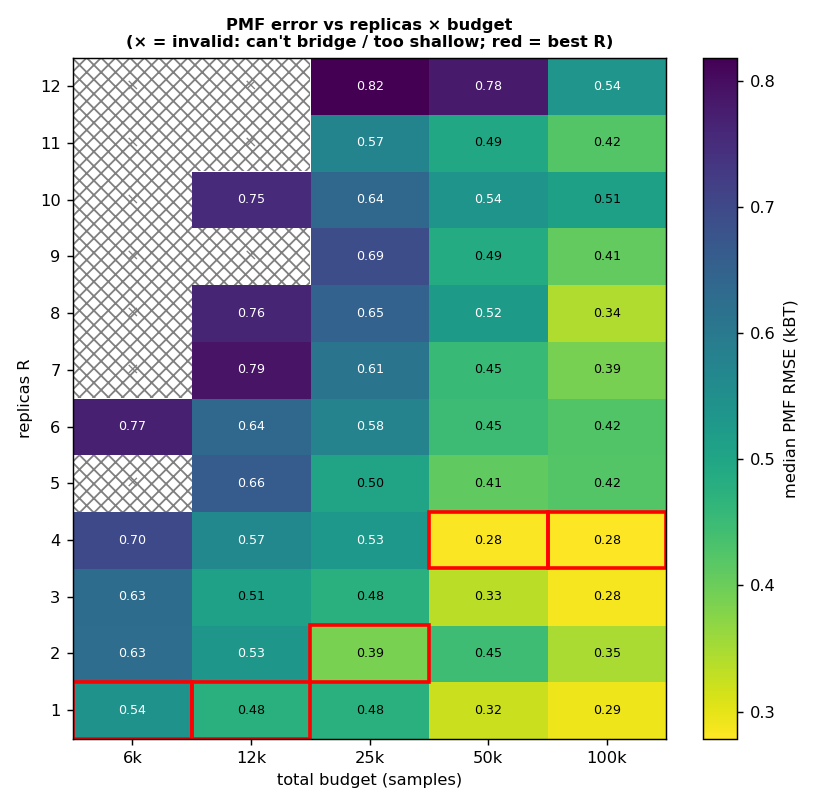 PMF error vs replicas × budget
(× = invalid: can't bridge / too shallow; red = best R)
12 × × 0.82 0.78 0.54
11 × × 0.57 0.49 0.42
10 × 0.75 0.64 0.54 0.51
9 × × 0.69 0.49 0.41
8 × 0.76 0.65 0.52 0.34
7 × 0.79 0.61 0.45 0.39
6 0.77 0.64 0.58 0.45 0.42
5 × 0.66 0.50 0.41 0.42
4 0.70 0.57 0.53 0.28 0.28
3 0.63 0.51 0.48 0.33 0.28
2 0.63 0.53 0.39 0.45 0.35
1 0.54 0.48 0.48 0.32 0.29
6k 12k 25k 50k 100k
total budget (samples)
replicas R
0.8
0.7
0.6
0.5
0.4
0.3
median PMF RMSE (kBT)